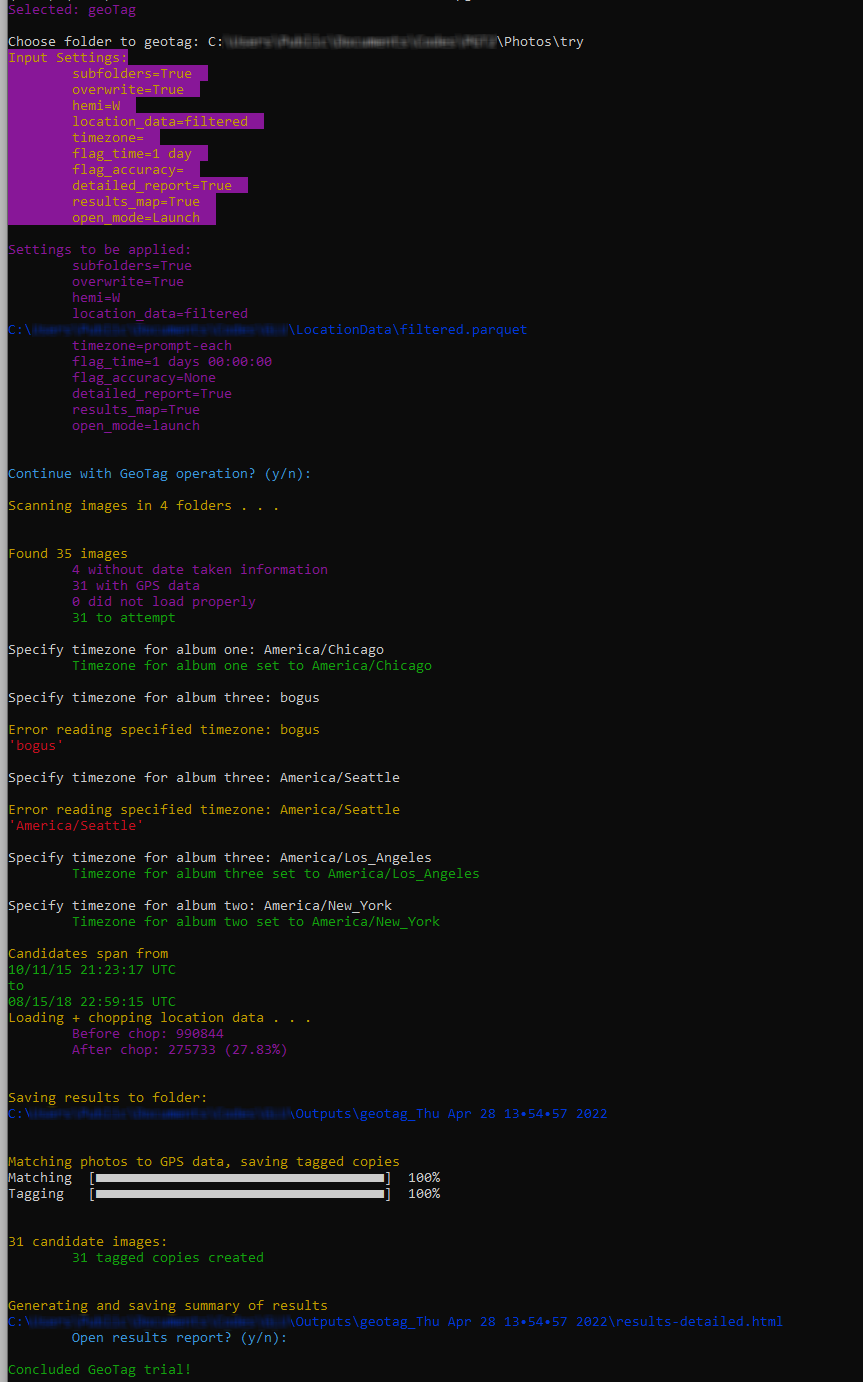 Selected: geoTag
Choose folder to geotag: C: \Photos\try
Input Settings:
subfolders=True
overwrite=True
hemi=W
location_data=filtered
timezone=
flag_time=1 day
flag_accuracy=
detailed_report=True
results_map=True
open_mode=Launch
Settings to be applied:
subfolders=True
overwrite=True
hemi=W
location_data=filtered
C:\ \LocationData\filtered.parquet
timezone=prompt-each
flag_time=1 days 00:00:00
flag_accuracy=None
detailed_report=True
results_map=True
open_mode=launch
Continue with GeoTag operation? (y/n):
Scanning images in 4 folders . . .
Found 35 images
4 without date taken information
31 with GPS data
0 did not load properly
31 to attempt
Specify timezone for album one: America/Chicago
Timezone for album one set to America/Chicago
Specify timezone for album three: bogus
Error reading specified timezone: bogus
'bogus'
Specify timezone for album three: America/Seattle
Error reading specified timezone: America/Seattle
'America/Seattle'
Specify timezone for album three: America/Los_Angeles
Timezone for album three set to America/Los_Angeles
Specify timezone for album two: America/New_York
Timezone for album two set to America/New_York
Candidates span from
10/11/15 21:23:17 UTC
to
08/15/18 22:59:15 UTC
Loading + chopping location data . . .
Before chop: 990844
After chop: 275733 (27.83%)
Saving results to folder:
C:\ \Outputs\geotag_Thu Apr 28 13•54•57 2022
Matching photos to GPS data, saving tagged copies
Matching [ ] 100%
Tagging [ ] 100%
31 candidate images:
31 tagged copies created
Generating and saving summary of results
C:\ \Outputs\geotag_Thu Apr 28 13•54•57 2022\results-detailed.html
Open results report? (y/n):
Concluded GeoTag trial!